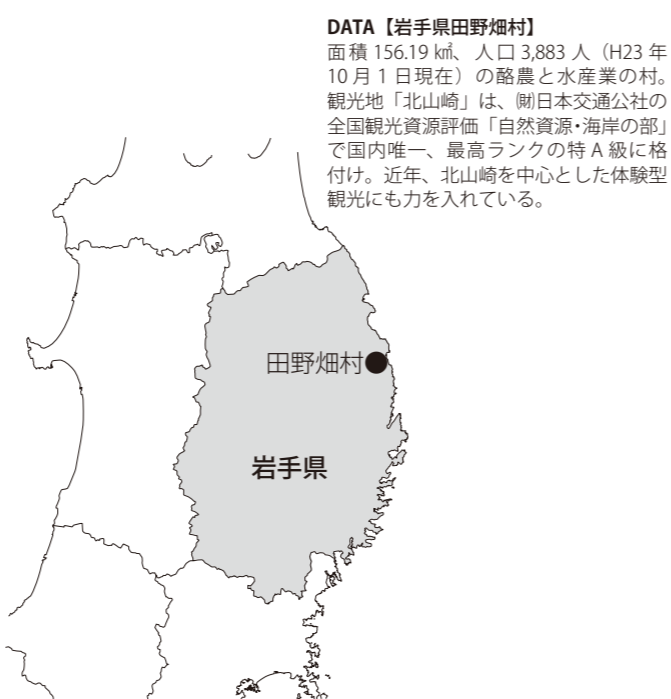 DATA【岩手県田野畑村】
面積 156.19 ㎢、人口 3,883 人（H23 年
10 月 1 日現在）の酪農と水産業の村。
観光地「北山崎」は、㈶日本交通公社の
全国観光資源評価「自然資源・海岸の部」
で国内唯一、最高ランクの特 A 級に格
付け。近年、北山崎を中心とした体験型
観光にも力を入れている。
田野畑村
岩手県